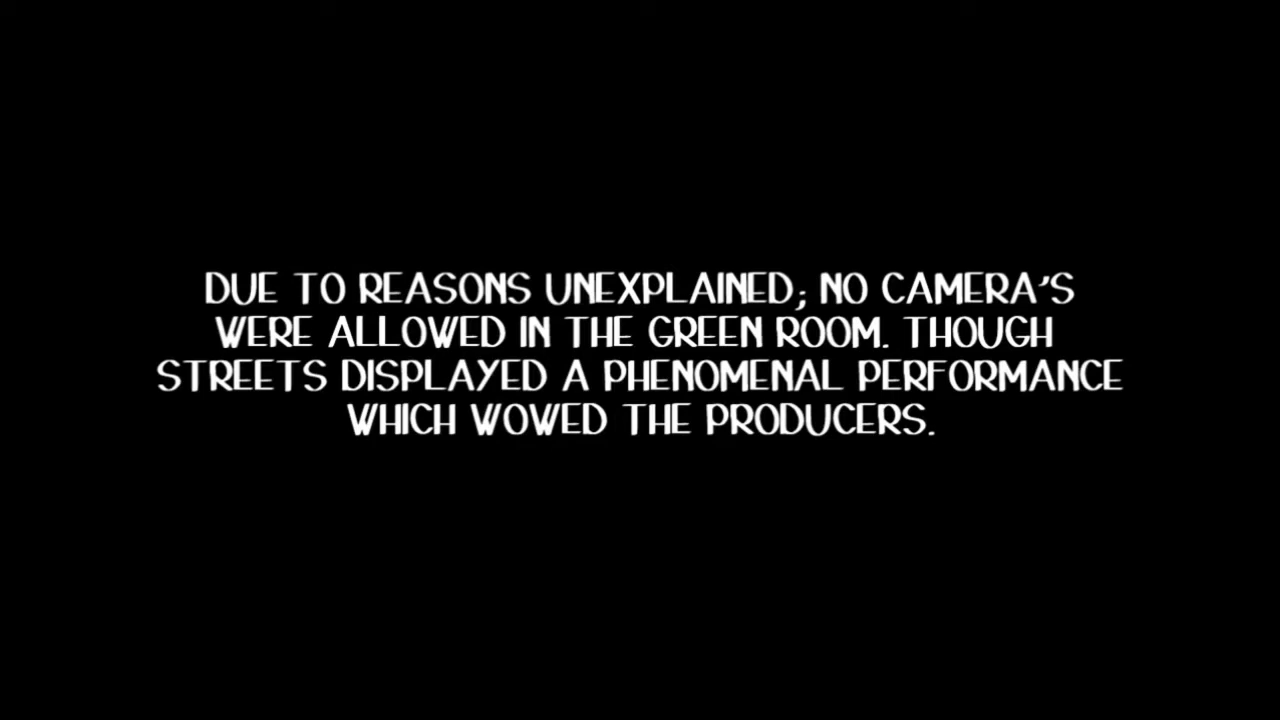 DUE TO REASONS UNEXPLAINED; NO CAMERA'S
WERE ALLOWED IN THE GREEN ROOM. THOUGH
STREETS DISPLAYED A PHENOMENAL PERFORMANCE
WHICH WOWED THE PRODUCERS.